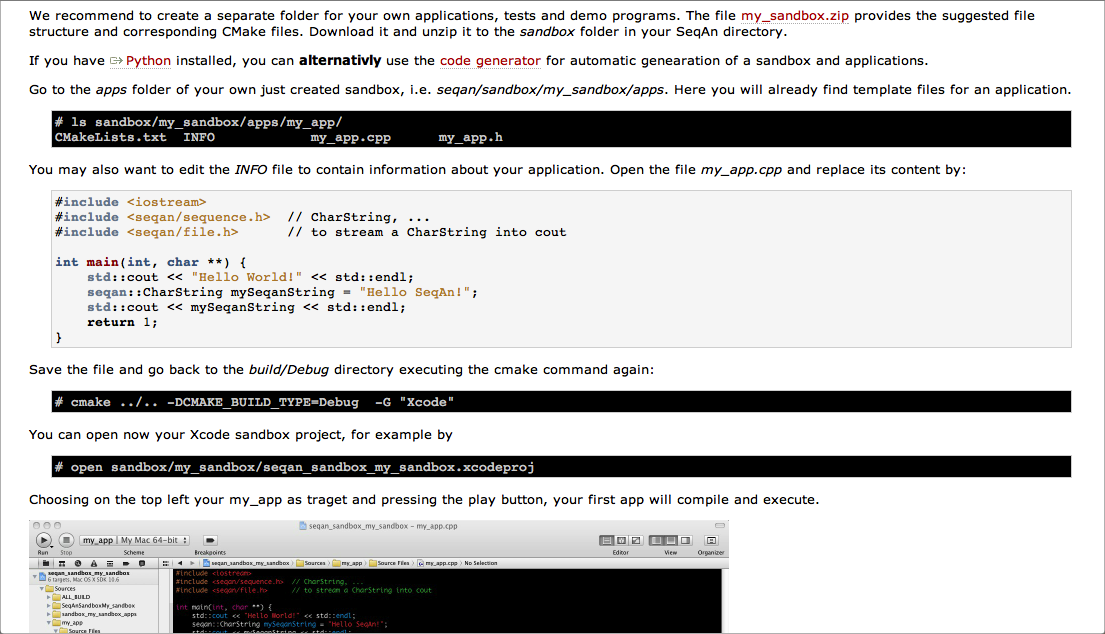 We recommend to create a separate folder for your own applications, tests and demo programs. The file my_sandbox.zip provides the suggested file
structure and corresponding CMake files. Download it and unzip it to the sandbox folder in your SeqAn directory.
If you have Python installed, you can alternativly use the code generator for automatic genearation of a sandbox and applications.
Go to the apps folder of your own just created sandbox, i.e. seqan/sandbox/my_sandbox/apps. Here you will already find template files for an application.
# ls sandbox/my_sandbox/apps/my_app/
CMakeLists.txt  INFO            my_app.cpp      my_app.h
You may also want to edit the INFO file to contain information about your application. Open the file my_app.cpp and replace its content by:
#include <iostream>
#include <seqan/sequence.h>  // CharString, ...
#include <seqan/file.h>      // to stream a CharString into cout
int main(int, char **) {
    std::cout << "Hello World!" << std::endl;
    seqan::CharString mySeqanString = "Hello SeqAn!";
    std::cout << mySeqanString << std::endl;
    return 1;
}
Save the file and go back to the build/Debug directory executing the cmake command again:
# cmake ../.. -DCMAKE_BUILD_TYPE=Debug  -G "Xcode"
You can open now your Xcode sandbox project, for example by
# open sandbox/my_sandbox/seqan_sandbox_my_sandbox.xcodeproj
Choosing on the top left your my_app as traget and pressing the play button, your first app will compile and execute.
seqan_sandbox_my_sandbox – my_app.cpp
my_app My Mac 64-bit
Run Stop Scheme Breakpoints Editor View Organizer
seqan_sandbox_my_sandbox Sources my_app Source Files my_app.cpp No Selection
seqan_sandbox_my_sandbox
6 targets, Mac OS X SDK 10.6
Sources
ALL_BUILD
SeqAnSandboxMy_sandbox
sandbox_my_sandbox_apps
my_app
Source Files
#include <iostream>
#include <seqan/sequence.h>  // CharString, ...
#include <seqan/file.h>      // to stream a CharString into cout
int main(int, char **) {
    std::cout << "Hello World!" << std::endl;
    seqan::CharString mySeqanString = "Hello SeqAn!";
    std::cout << mySeqanString << std::endl;